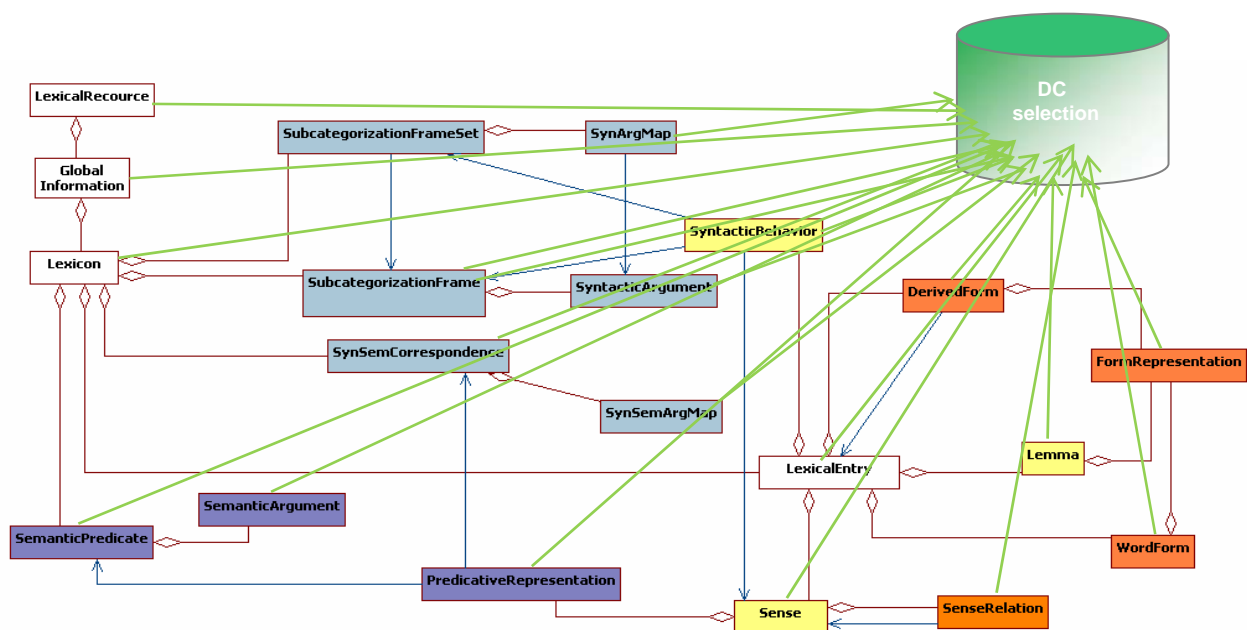 DC
selection
LexicalRecource
SubcategorizationFrameSet
SynArgMap
Global
Information
SyntacticBehavior
Lexicon
SubcategorizationFrame
SyntacticArgument
DerivedForm
SynSemCorrespondence
FormRepresentation
SynSemArgMap
Lemma
LexicalEntry
SemanticArgument
SemanticPredicate
WordForm
PredicativeRepresentation
Sense
SenseRelation